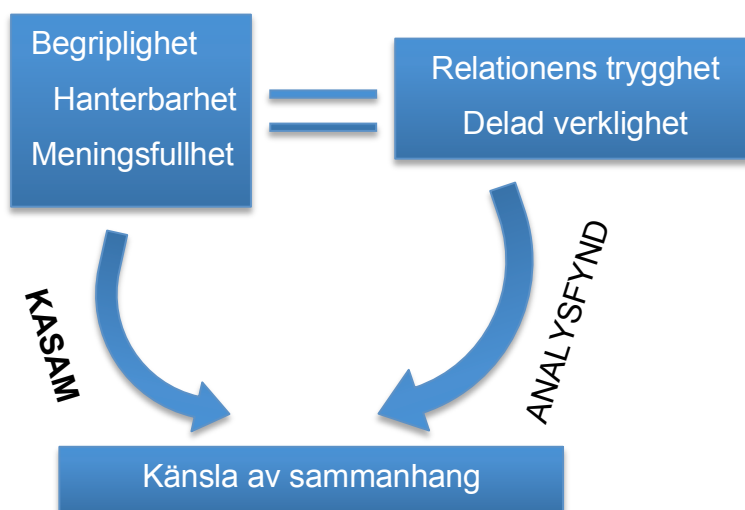 Begriplighet
Hanterbarhet
Meningsfullhet
Relationens trygghet
Delad verklighet
KASAM
ANALYSFYND
Känsla av sammanhang